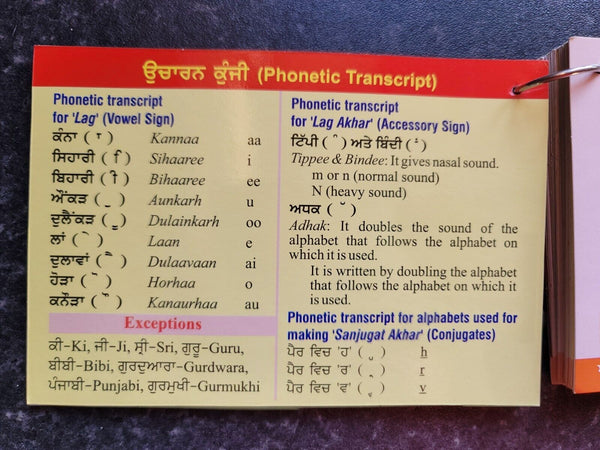 ਉਚਾਰਨ ਕੁੰਜੀ (Phonetic Transcript)
Phonetic transcript
for 'Lag' (Vowel Sign)
ਕੰਨਾ ( ਾ ) Kannaa aa
ਸਿਹਾਰੀ ( ਿ ) Sihaaree i
ਬਿਹਾਰੀ ( ੀ ) Bihaaree ee
ਔਂਕੜ ( ੁ ) Aunkarh u
ਦੁਲੈਂਕੜ ( ੂ ) Dulainkarh oo
ਲਾਂ ( ੇ ) Laan e
ਦੁਲਾਵਾਂ ( ੈ ) Dulaavaan ai
ਹੋੜਾ ( ੋ ) Horhaa o
ਕਨੌੜਾ ( ੌ ) Kanaurhaa au
Exceptions
ਕੀ-Ki, ਜੀ-Ji, ਸ੍ਰੀ-Sri, ਗੁਰੂ-Guru,
ਬੀਬੀ-Bibi, ਗੁਰਦੁਆਰਾ-Gurdwara,
ਪੰਜਾਬੀ-Punjabi, ਗੁਰਮੁਖੀ-Gurmukhi
Phonetic transcript
for 'Lag Akhar' (Accessory Sign)
ਟਿੱਪੀ ( ੰ ) ਅਤੇ ਬਿੰਦੀ ( ਂ )
Tippee & Bindee: It gives nasal sound.
m or n (normal sound)
N (heavy sound)
ਅਧਕ ( ੱ )
Adhak: It doubles the sound of the
alphabet that follows the alphabet on
which it is used.
It is written by doubling the alphabet
that follows the alphabet on which it
is used.
Phonetic transcript for alphabets used for
making 'Sanjugat Akhar' (Conjugates)
ਪੈਰ ਵਿਚ 'ਹ' ( ੍ਹ ) h
ਪੈਰ ਵਿਚ 'ਰ' ( ੍ਰ ) r
ਪੈਰ ਵਿਚ 'ਵ' ( ੍ਵ ) v